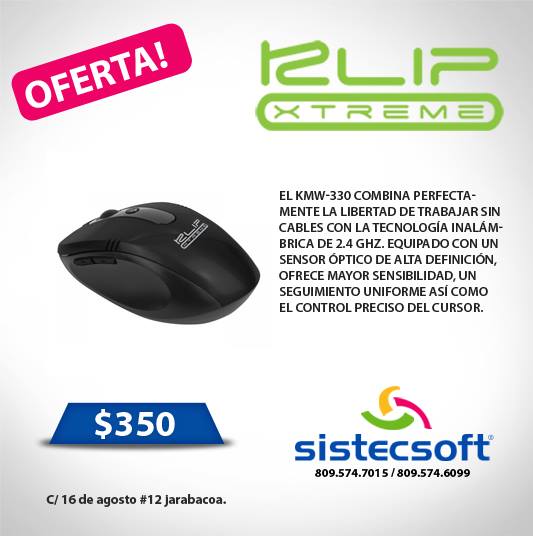 OFERTA!
KLIP
XTREME
EL KMW-330 COMBINA PERFECTA-
MENTE LA LIBERTAD DE TRABAJAR SIN
CABLES CON LA TECNOLOGÍA INALÁM-
BRICA DE 2.4 GHZ. EQUIPADO CON UN
SENSOR ÓPTICO DE ALTA DEFINICIÓN,
OFRECE MAYOR SENSIBILIDAD, UN
SEGUIMIENTO UNIFORME ASÍ COMO
EL CONTROL PRECISO DEL CURSOR.
KLIP
XTREME
$350
sistecsoft®
809.574.7015 / 809.574.6099
C/ 16 de agosto #12 jarabacoa.